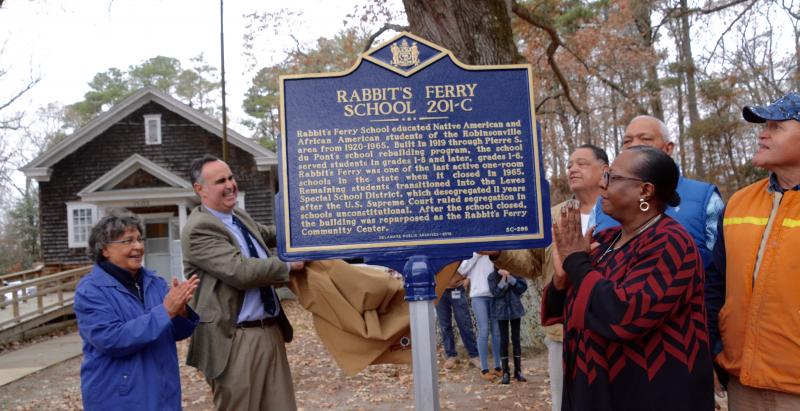 RABBIT'S FERRY
SCHOOL 201-C
Rabbit's Ferry School educated Native American and
African American students of the Robinsonville
area from 1920-1965. Built in 1919 through Pierre S.
du Pont's school rebuilding program, the school
served students in grades 1-8 and later, grades 1-6.
Rabbit's Ferry was one of the last active one-room
schools in the state when it closed in 1965.
Remaining students transitioned into the Lewes
Special School District, which desegregated 11 years
after the U.S. Supreme Court ruled segregation in
schools unconstitutional. After the school closed,
the building was repurposed as the Rabbit's Ferry
Community Center.
DELAWARE PUBLIC ARCHIVES-2018
SC-266